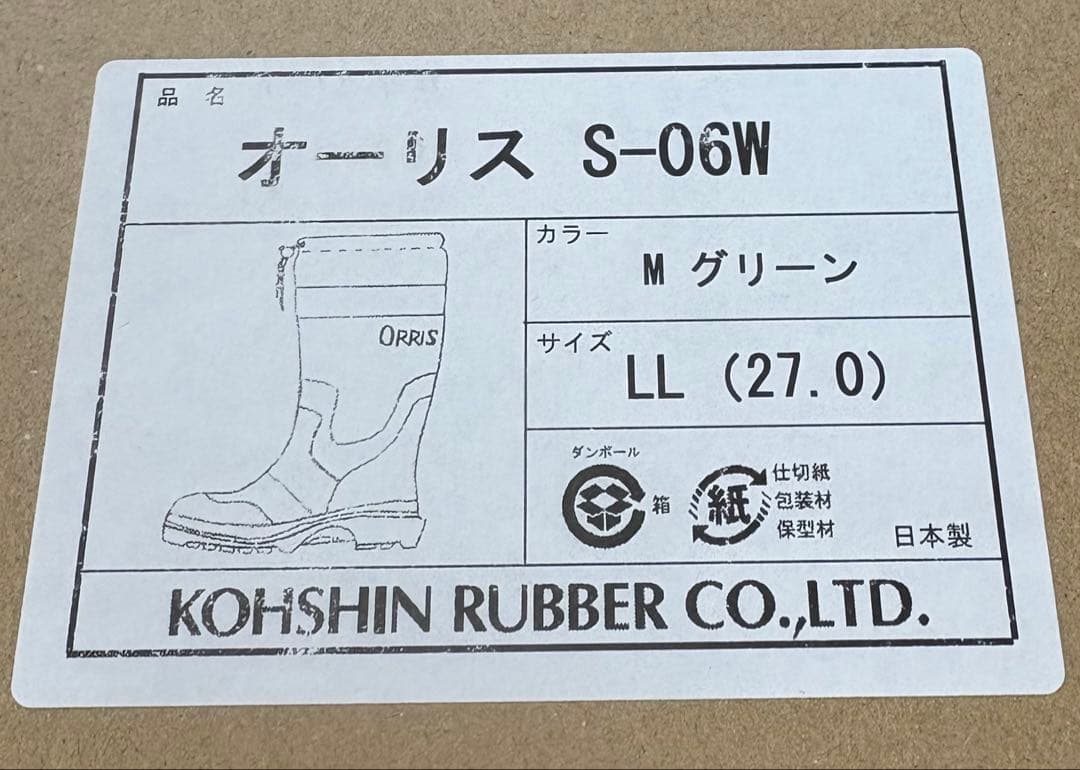 品 名
オーリス S-06W
ORRIS
カラー
M グリーン
サイズ
LL (27.0)
ダンボール
箱
紙
仕切紙
包装材
保型材
日本製
KOHSHIN RUBBER CO.,LTD.